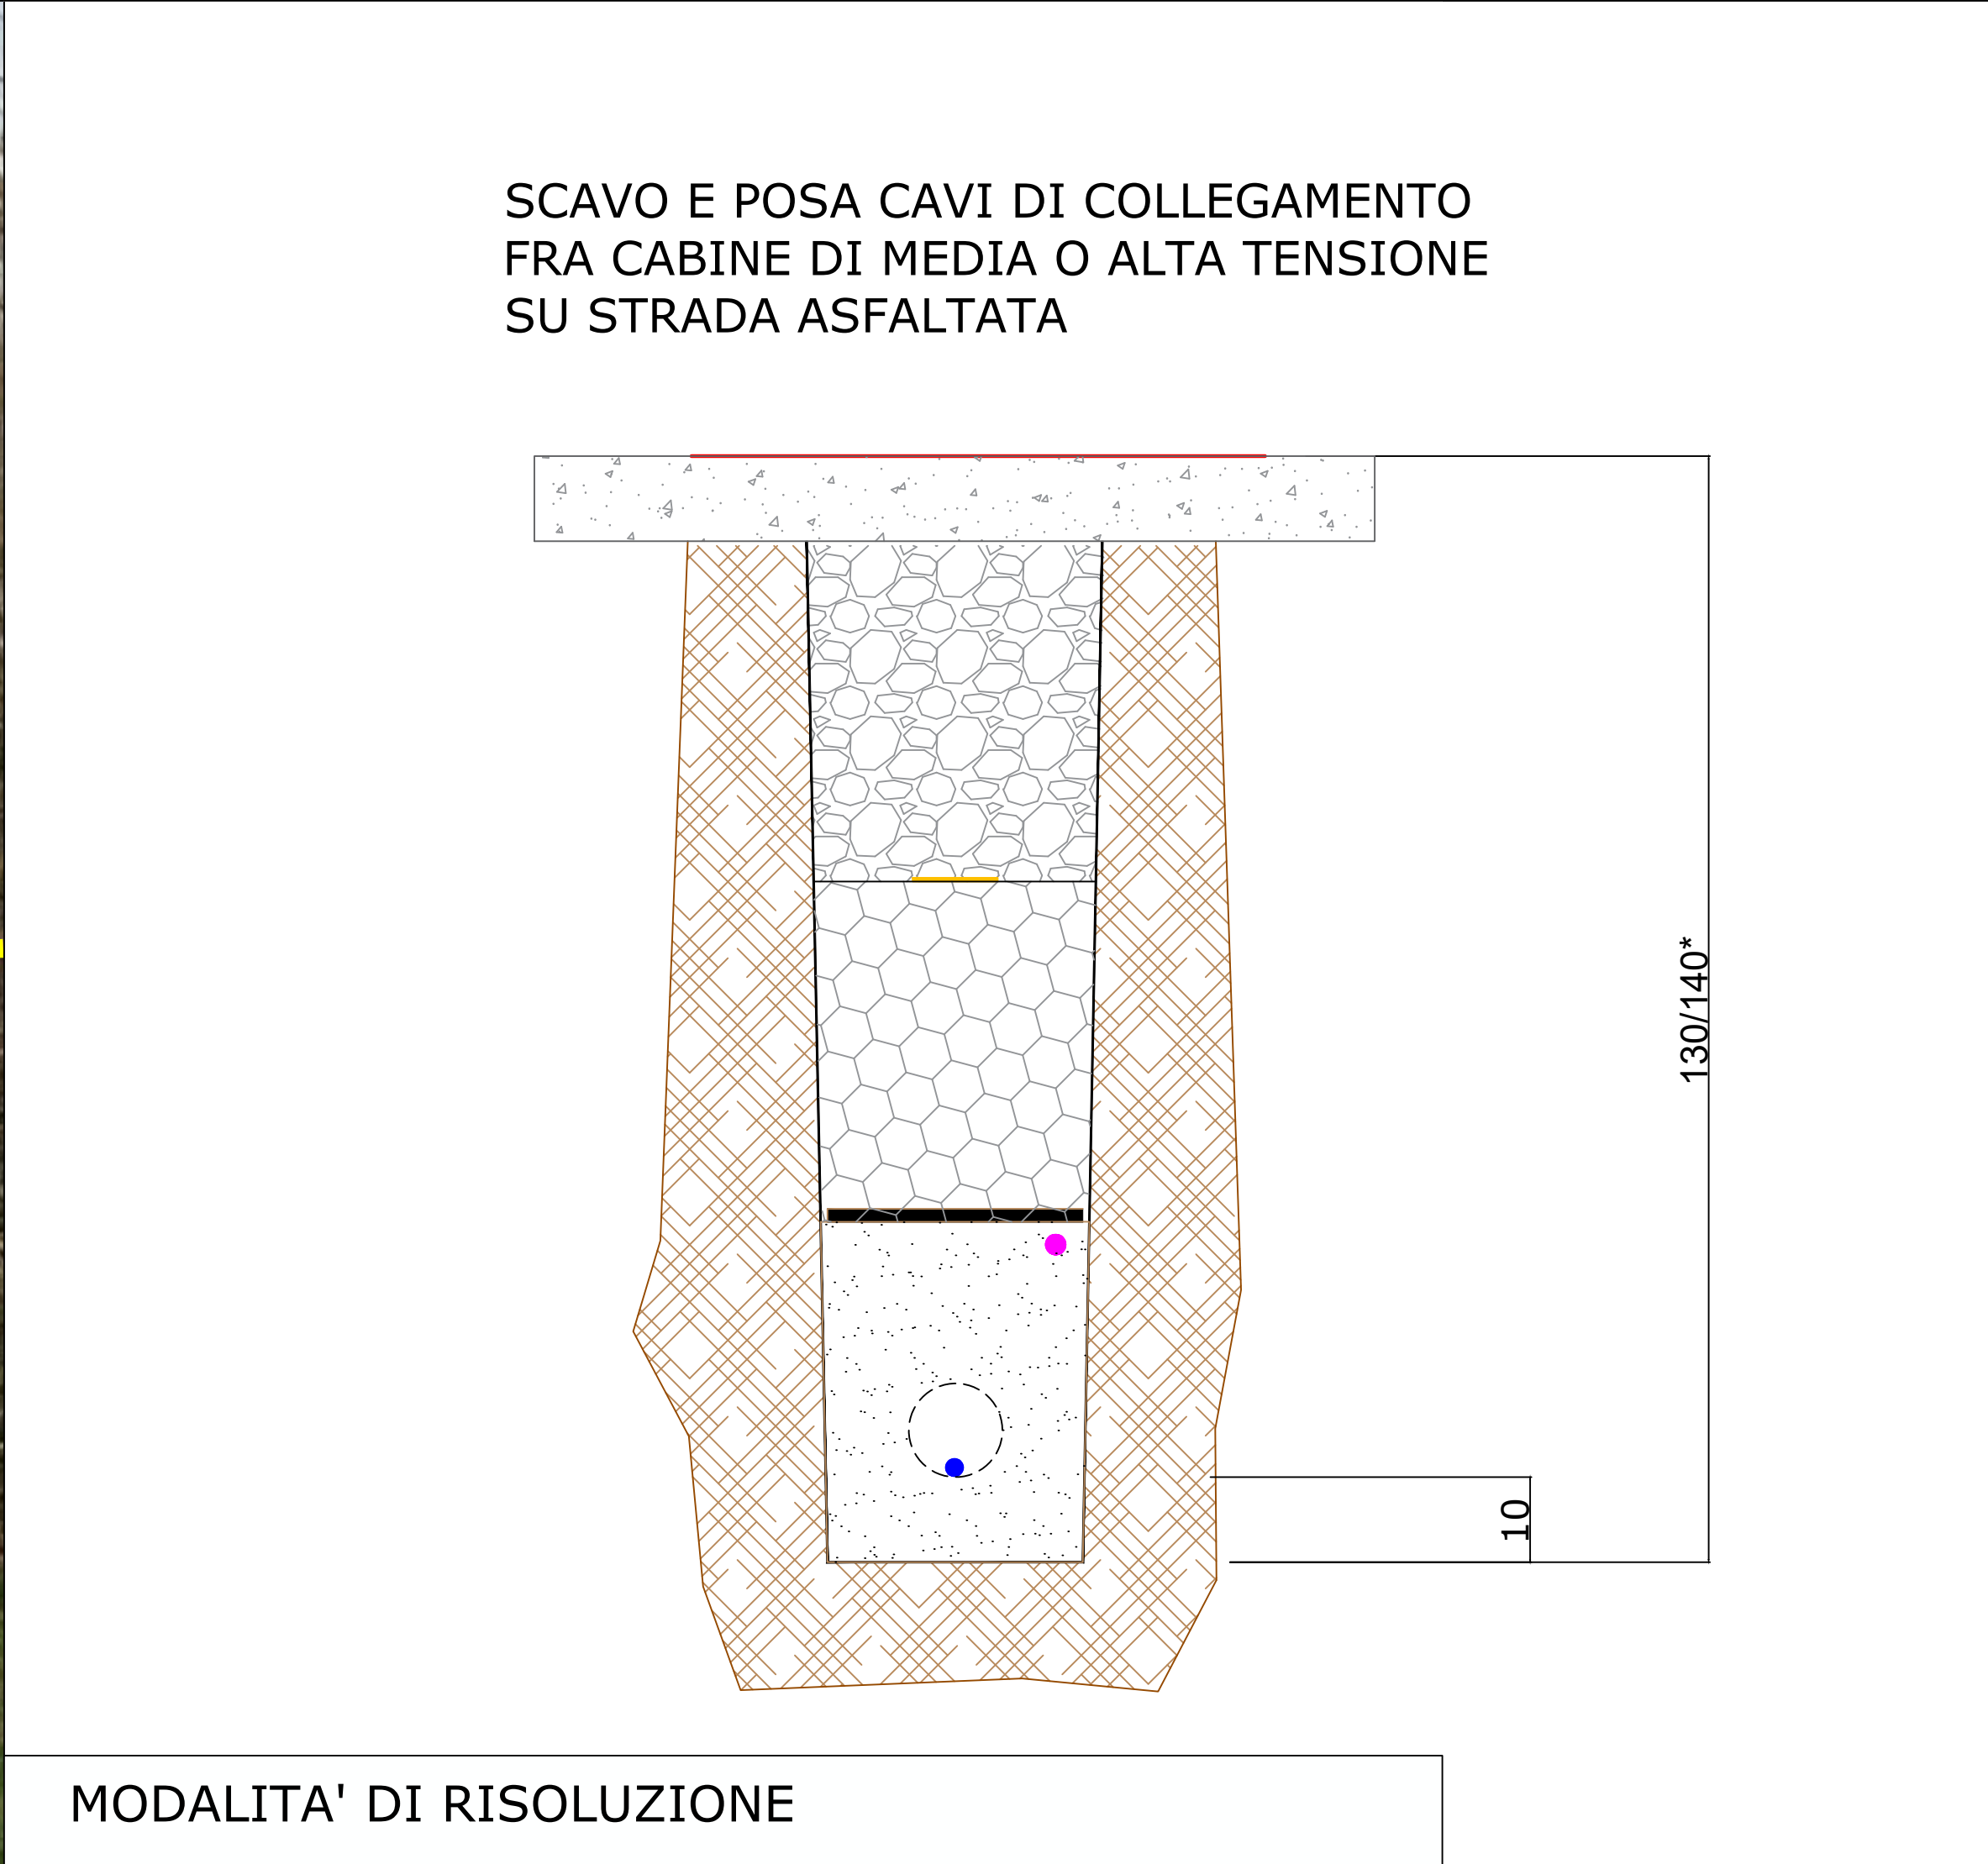 SCAVO E POSA CAVI DI COLLEGAMENTO
FRA CABINE DI MEDIA O ALTA TENSIONE
SU STRADA ASFALTATA
130/140*
10
MODALITA' DI RISOLUZIONE